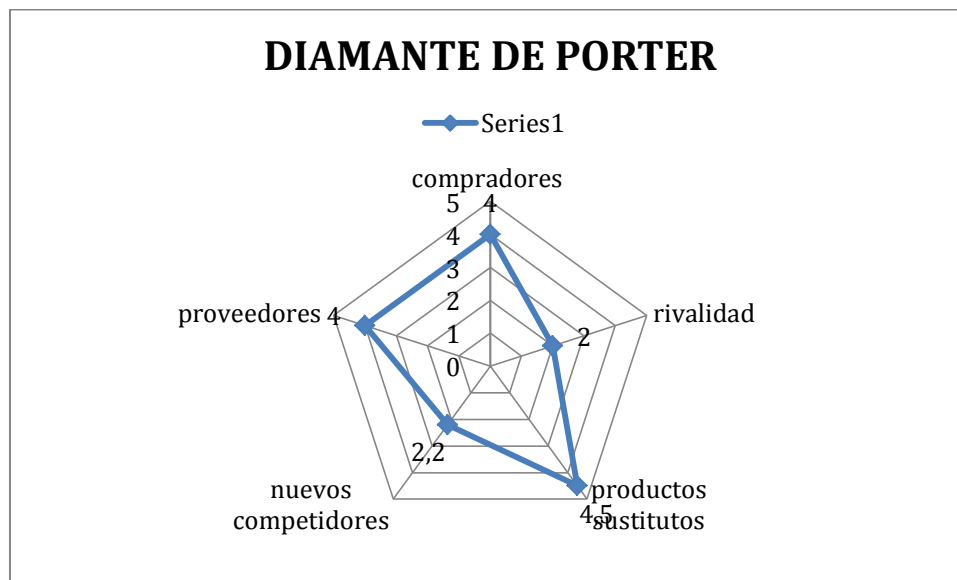 DIAMANTE DE PORTER
Series1
compradores
5
4
4
3
2
1
0
rivalidad
2
productos
sustitutos
4,5
nuevos
competidores
2,2
proveedores
4